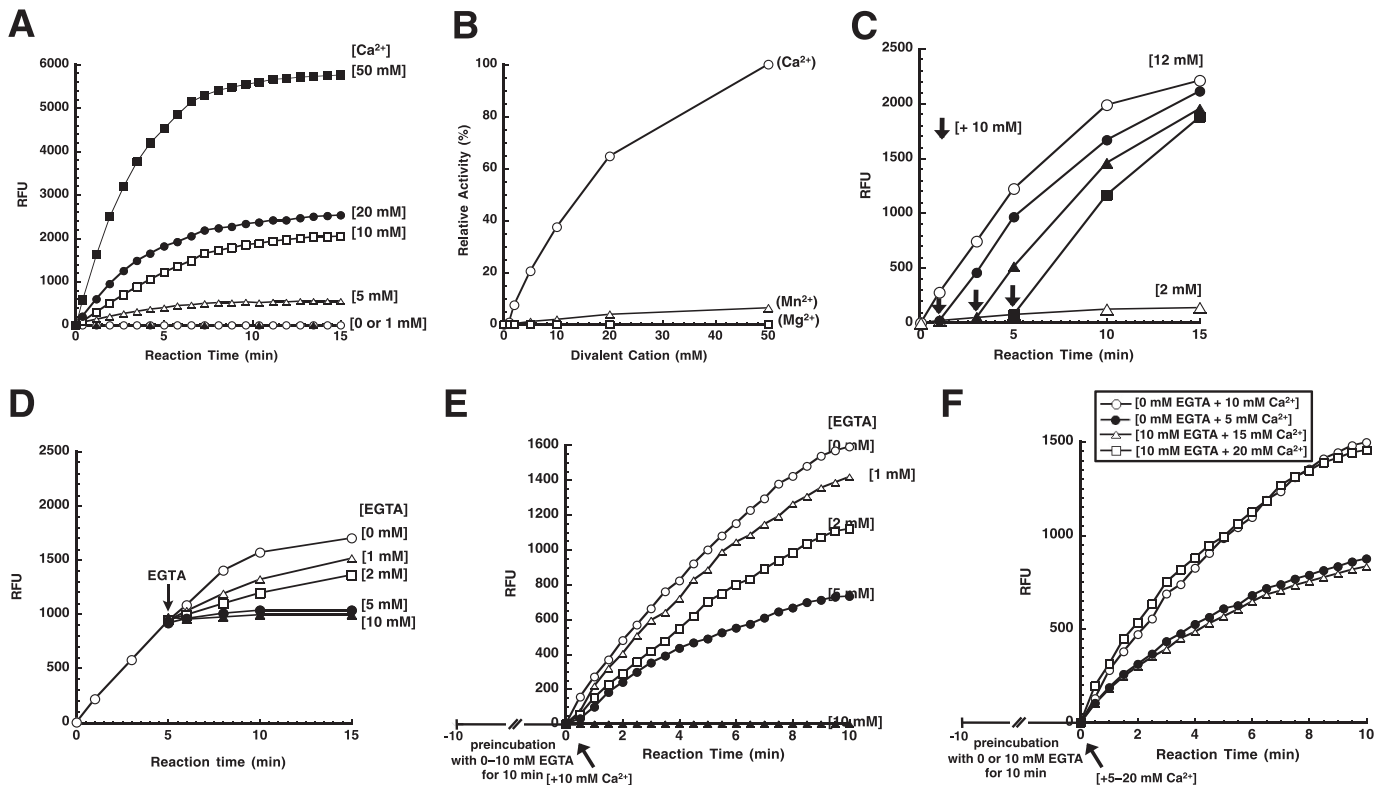 A
[Ca²⁺]
[50 mM]
[20 mM]
[10 mM]
[5 mM]
[0 or 1 mM]
6000
5000
4000
3000
2000
1000
0
RFU
0
5
10
15
Reaction Time (min)
B
100
80
60
40
20
0
Relative Activity (%)
(Ca²⁺)
(Mn²⁺)
(Mg²⁺)
0
10
20
30
40
50
Divalent Cation (mM)
C
2500
2000
1500
1000
500
0
RFU
[12 mM]
[+ 10 mM]
[2 mM]
0
5
10
15
Reaction Time (min)
D
2500
2000
1500
1000
500
0
RFU
EGTA
[EGTA]
[0 mM]
[1 mM]
[2 mM]
[5 mM]
[10 mM]
0
5
10
15
Reaction time (min)
E
[EGTA]
[0 mM]
[1 mM]
[2 mM]
[5 mM]
[10 mM]
1600
1400
1200
1000
800
600
400
200
0
RFU
-10
0
2
4
6
8
10
Reaction Time (min)
preincubation
with 0–10 mM EGTA
for 10 min
[+10 mM Ca²⁺]
F
[0 mM EGTA + 10 mM Ca²⁺]
[0 mM EGTA + 5 mM Ca²⁺]
[10 mM EGTA + 15 mM Ca²⁺]
[10 mM EGTA + 20 mM Ca²⁺]
1500
1000
500
0
RFU
-10
0
2
4
6
8
10
Reaction Time (min)
preincubation
with 0 or 10 mM EGTA
for 10 min
[+5–20 mM Ca²⁺]